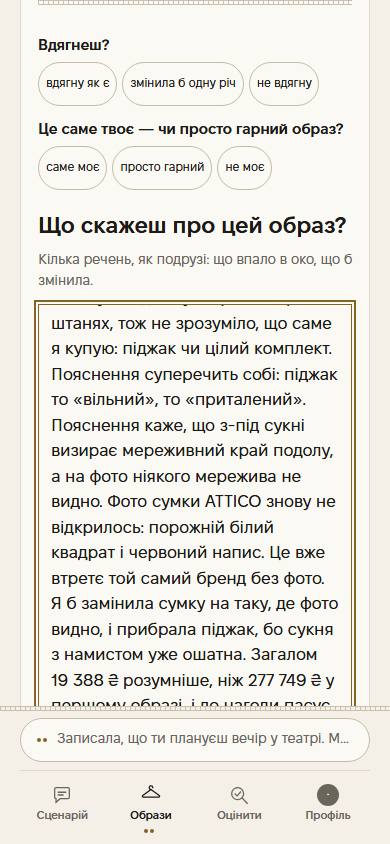 Вдягнеш?
вдягну як є
змінила б одну річ
не вдягну
Це саме твоє — чи просто гарний образ?
саме моє
просто гарний
не моє
Що скажеш про цей образ?
Кілька речень, як подрузі: що впало в око, що б
змінила.
штанях, тож не зрозуміло, що саме
я купую: піджак чи цілий комплект.
Пояснення суперечить собі: піджак
то «вільний», то «приталений».
Пояснення каже, що з-під сукні
визирає мереживний край подолу,
а на фото ніякого мережива не
видно. Фото сумки ATTICO знову не
відкрилось: порожній білий
квадрат і червоний напис. Це вже
втретє той самий бренд без фото.
Я б замінила сумку на таку, де фото
видно, і прибрала піджак, бо сукня
з намистом уже ошатна. Загалом
19 388 ₴ розумніше, ніж 277 749 ₴ у
першому образі, і до нагоди пасує
Записала, що ти плануєш вечір у театрі. М...
Сценарій
Образи
Оцінити
Профіль